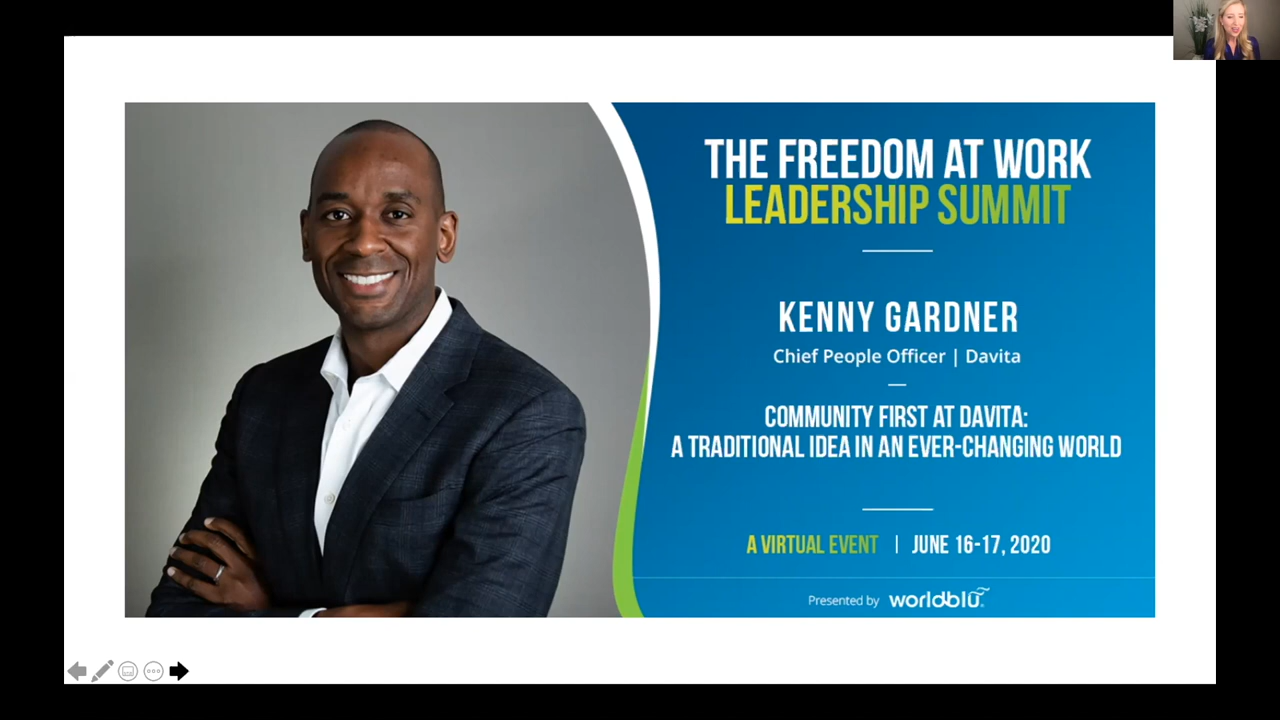 THE FREEDOM AT WORK
LEADERSHIP SUMMIT
KENNY GARDNER
Chief People Officer | Davita
COMMUNITY FIRST AT DAVITA:
A TRADITIONAL IDEA IN AN EVER-CHANGING WORLD
A VIRTUAL EVENT | JUNE 16-17, 2020
Presented by worldblu